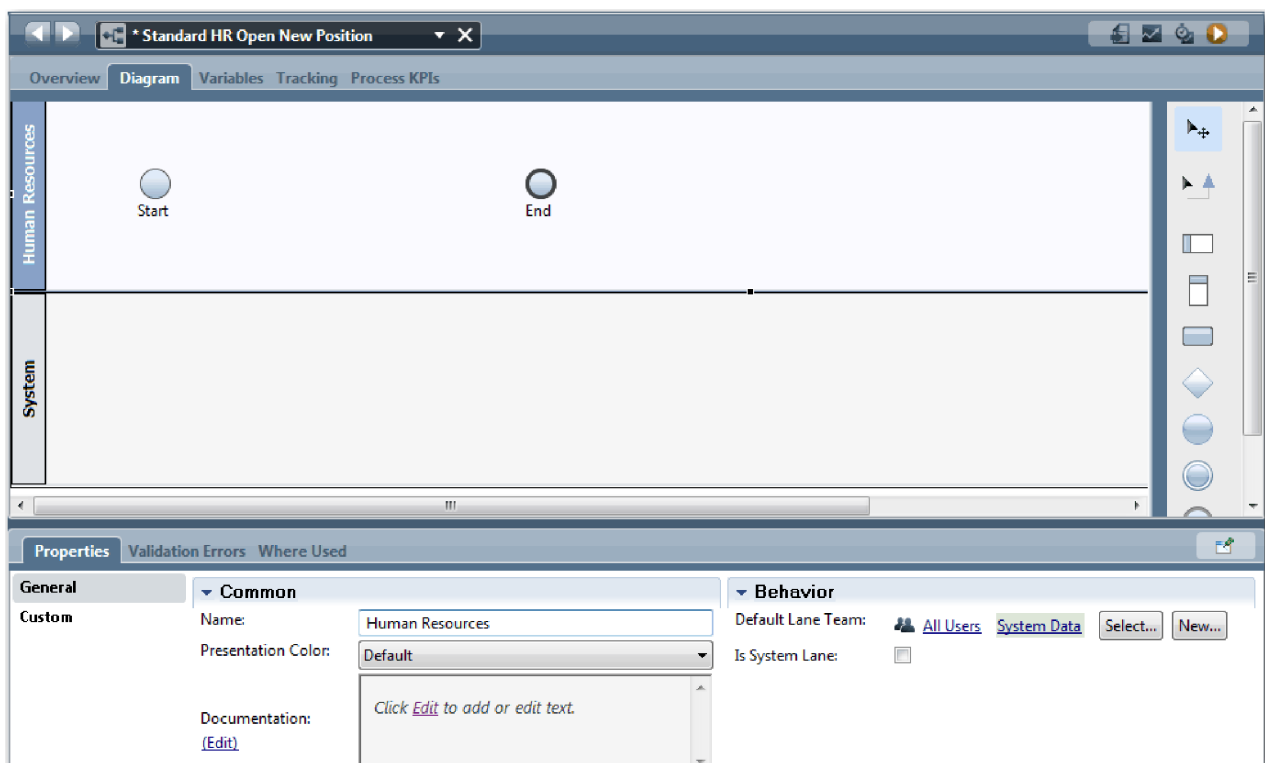 * Standard HR Open New Position
Overview Diagram Variables Tracking Process KPIs
Human Resources
Start
End
System
Properties Validation Errors Where Used
General
Custom
Common
Name: Human Resources
Presentation Color: Default
Documentation:
(Edit)
Click Edit to add or edit text.
Behavior
Default Lane Team: All Users System Data Select... New...
Is System Lane: